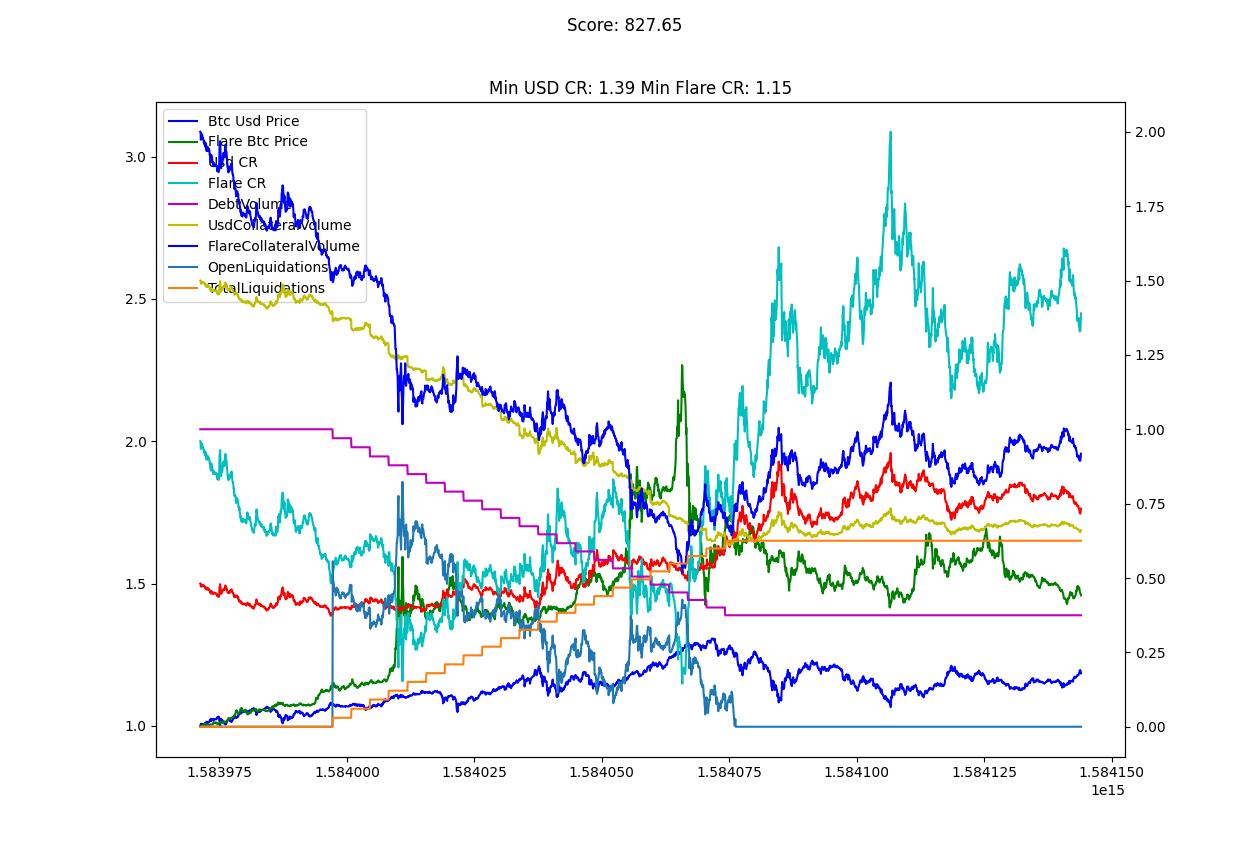 Score: 827.65
Min USD CR: 1.39 Min Flare CR: 1.15
Btc Usd Price
Flare Btc Price
Usd CR
Flare CR
DebtVolume
UsdCollateralVolume
FlareCollateralVolume
OpenLiquidations
TotalLiquidations
3.0
2.5
2.0
1.5
1.0
2.00
1.75
1.50
1.25
1.00
0.75
0.50
0.25
0.00
1.583975 1.584000 1.584025 1.584050 1.584075 1.584100 1.584125 1.584150
1e15